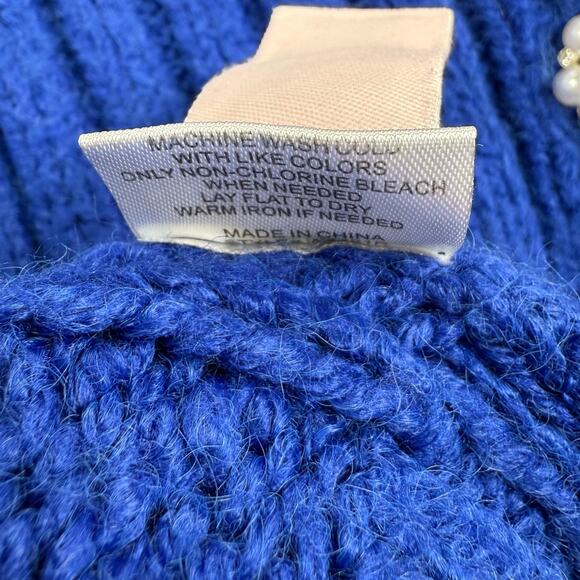 MACHINE WASH COLD
WITH LIKE COLORS
ONLY NON-CHLORINE BLEACH
WHEN NEEDED
LAY FLAT TO DRY
WARM IRON IF NEEDED
MADE IN CHINA